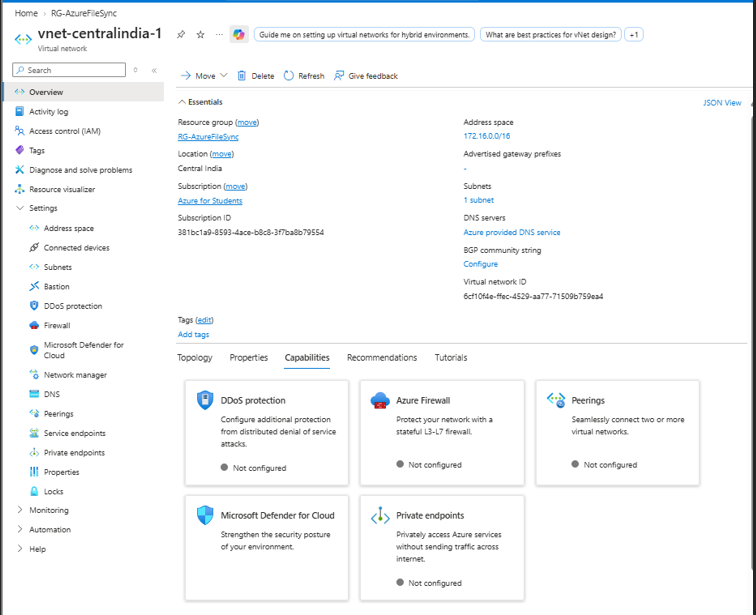 Home > RG-AzureFileSync
vnet-centralindia-1
Virtual network
Guide me on setting up virtual networks for hybrid environments.
What are best practices for vNet design?
+1
Search
Move
Delete
Refresh
Give feedback
Overview
Activity log
Access control (IAM)
Tags
Diagnose and solve problems
Resource visualizer
Settings
Address space
Connected devices
Subnets
Bastion
DDoS protection
Firewall
Microsoft Defender for
Cloud
Network manager
DNS
Peerings
Service endpoints
Private endpoints
Properties
Locks
Monitoring
Automation
Help
Essentials
JSON View
Resource group (move)
RG-AzureFileSync
Location (move)
Central India
Subscription (move)
Azure for Students
Subscription ID
381bc1a9-8593-4ace-b8c8-3f7ba8b79554
Address space
172.16.0.0/16
Advertised gateway prefixes
-
Subnets
1 subnet
DNS servers
Azure provided DNS service
BGP community string
Configure
Virtual network ID
6cf10f4e-ffec-4529-aa77-71509b759ea4
Tags (edit)
Add tags
Topology
Properties
Capabilities
Recommendations
Tutorials
DDoS protection
Configure additional protection
from distributed denial of service
attacks.
Not configured
Azure Firewall
Protect your network with a
stateful L3-L7 firewall.
Not configured
Peerings
Seamlessly connect two or more
virtual networks.
Not configured
Microsoft Defender for Cloud
Strengthen the security posture
of your environment.
Private endpoints
Privately access Azure services
without sending traffic across
internet.
Not configured